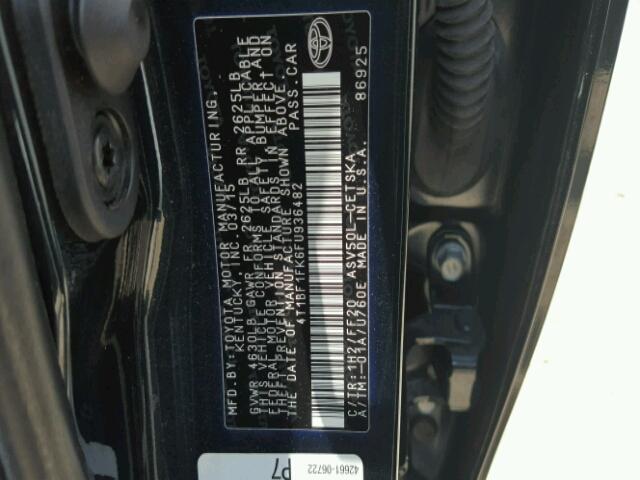 MFD. BY: TOYOTA MOTOR MANUFACTURING,
KENTUCKY, INC. 03/15
GVWR 4630LB GAWR FR 2625LB RR 2625LB
THIS VEHICLE CONFORMS TO ALL APPLICABLE
FEDERAL MOTOR VEHICLE SAFETY, BUMPER, AND
THEFT PREVENTION STANDARDS IN EFFECT ON
THE DATE OF MANUFACTURE SHOWN ABOVE.
4T1BF1FK6FU936482 PASS. CAR
C/TR: 1H2/FF20 ASV50L-CETSKA
A/TM: -01A/U760E MADE IN U.S.A.
86925
42661-06722
P7